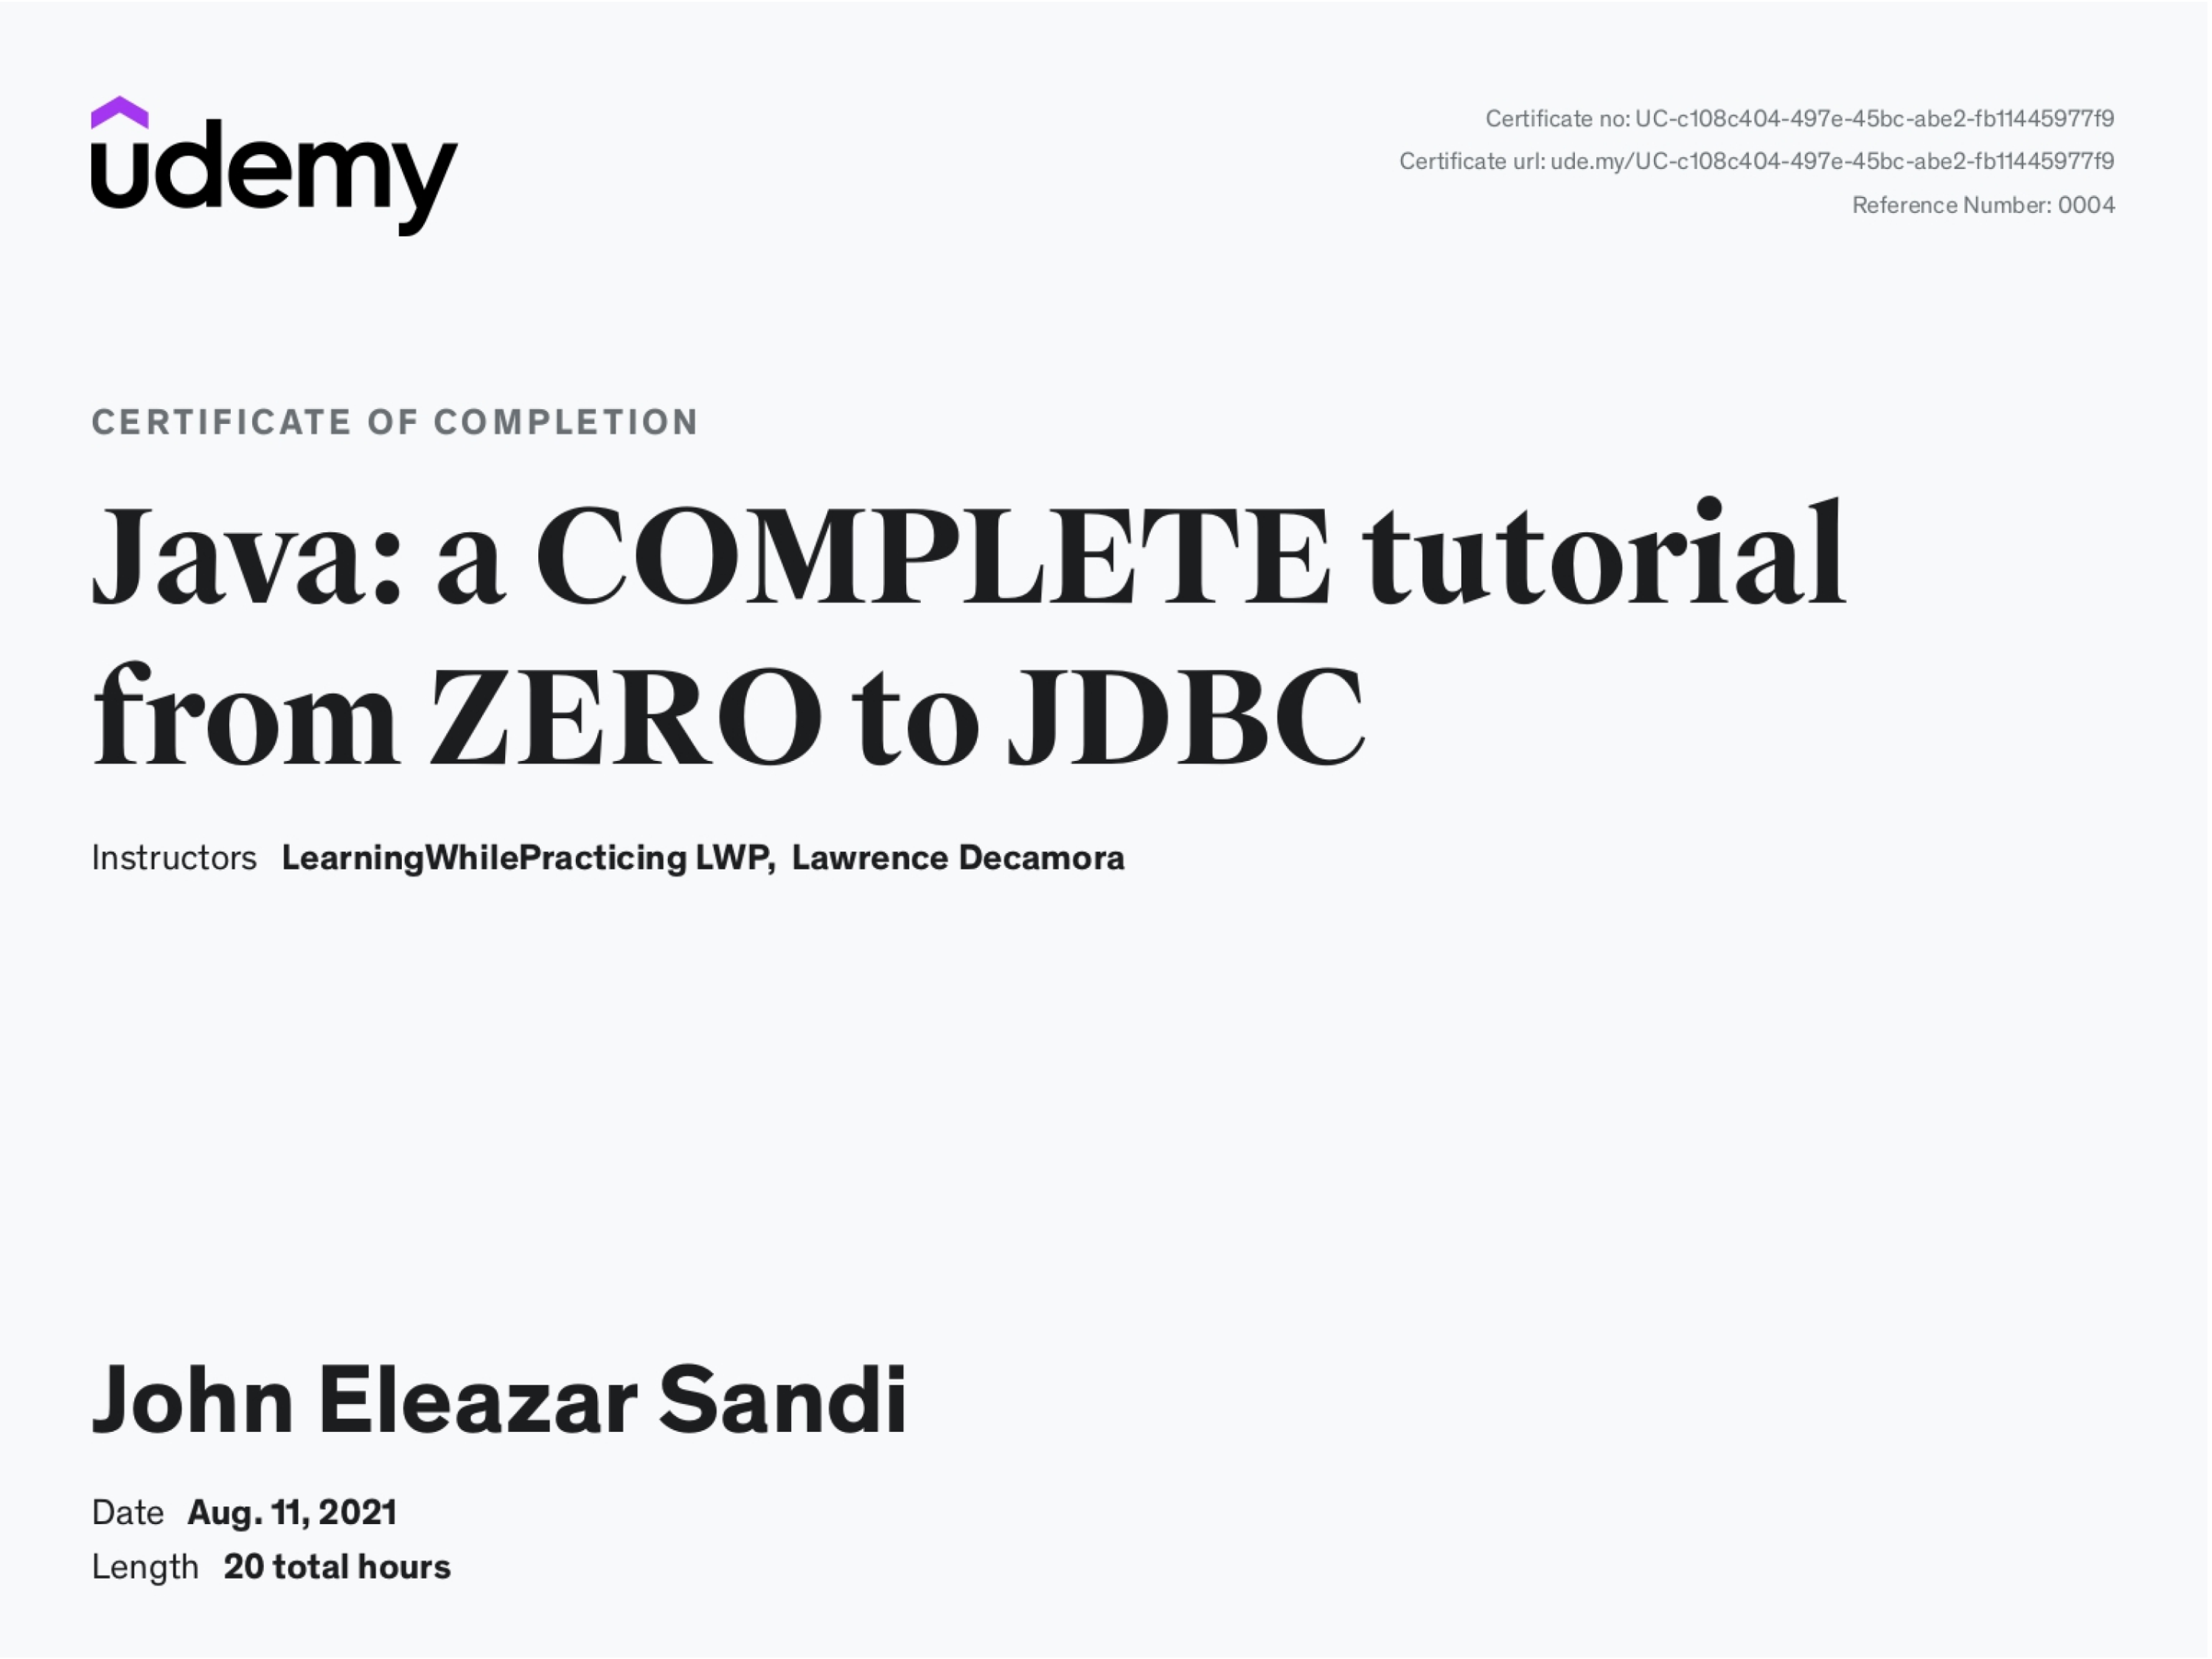 udemy
Certificate no: UC-c108c404-497e-45bc-abe2-fb11445977f9
Certificate url: ude.my/UC-c108c404-497e-45bc-abe2-fb11445977f9
Reference Number: 0004
CERTIFICATE OF COMPLETION
Java: a COMPLETE tutorial
from ZERO to JDBC
Instructors LearningWhilePracticing LWP, Lawrence Decamora
John Eleazar Sandi
Date Aug. 11, 2021
Length 20 total hours